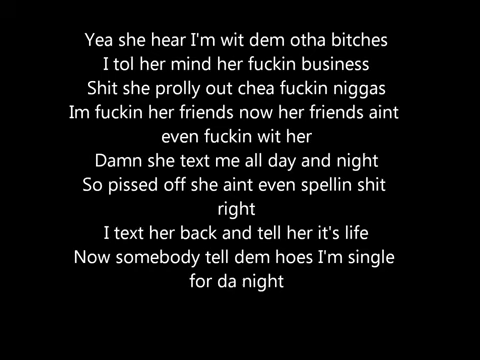 Yea she hear I'm wit dem otha bitches
I tol her mind her fuckin business
Shit she prolly out chea fuckin niggas
Im fuckin her friends now her friends aint
even fuckin wit her
Damn she text me all day and night
So pissed off she aint even spellin shit
right
I text her back and tell her it's life
Now somebody tell dem hoes I'm single
for da night